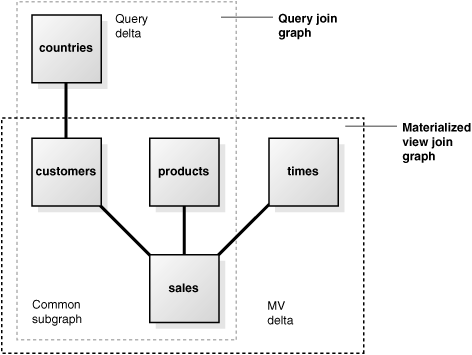 Query
delta
Query join
graph
countries
Materialized
view join
graph
customers
products
times
sales
Common
subgraph
MV
delta